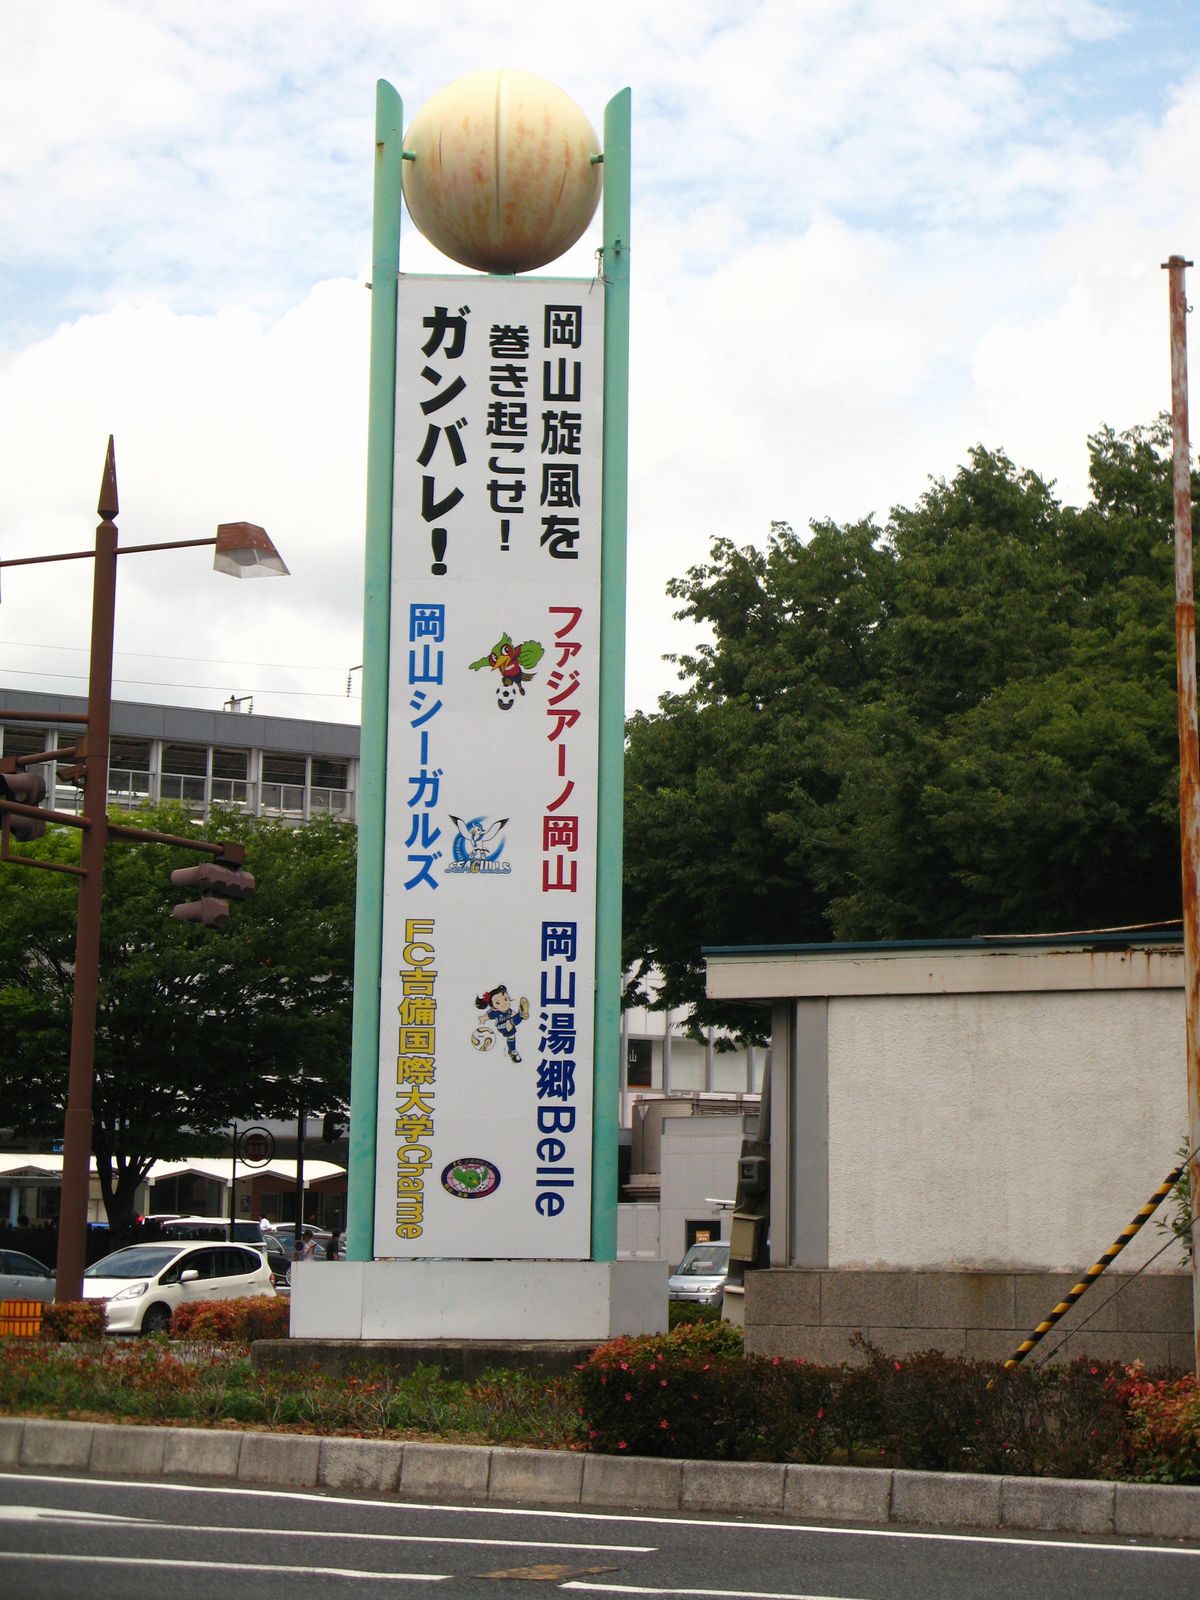 岡山旋風を
巻き起こせ!
ガンバレ!
ファジアーノ岡山
岡山湯郷Belle
岡山シーガルズ
SEAGULLS
FC吉備国際大学Charme